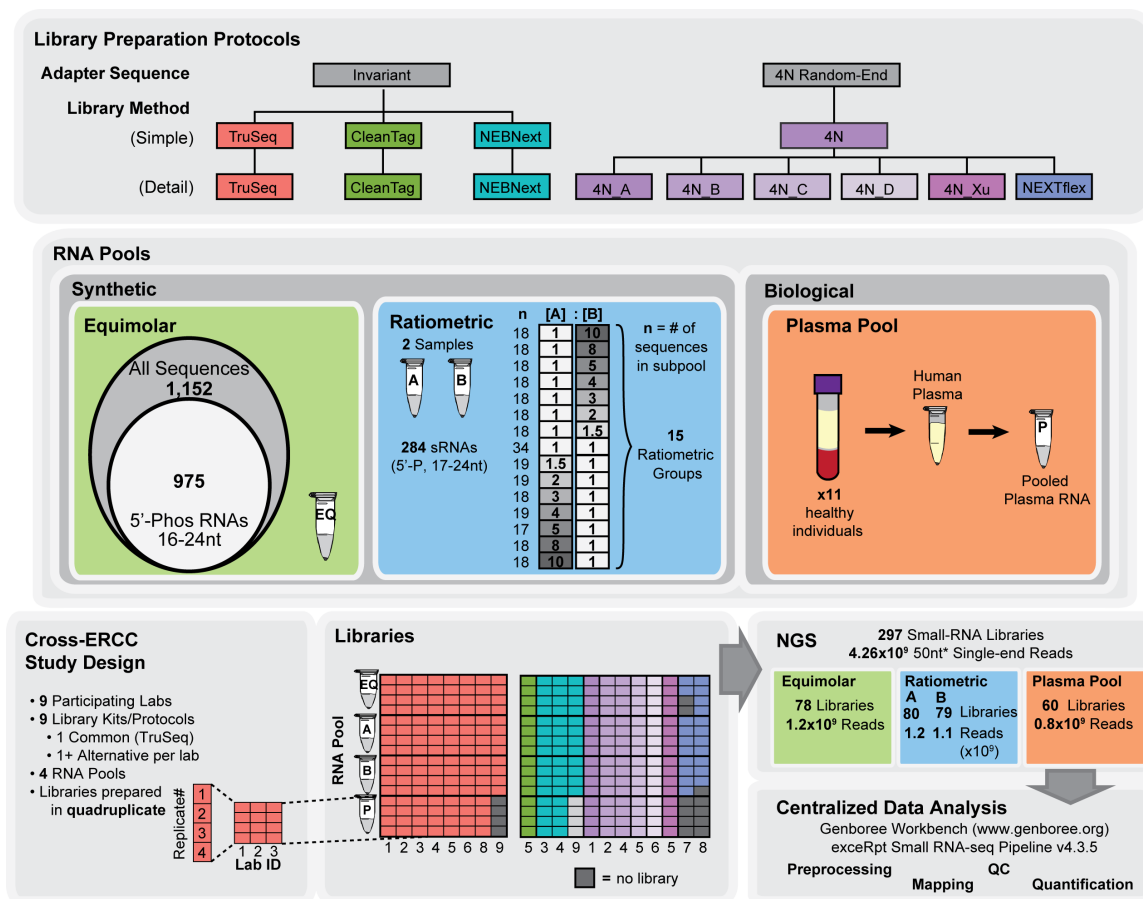 Library Preparation Protocols
Adapter Sequence
Invariant
4N Random-End
Library Method
(Simple)
TruSeq
CleanTag
NEBNext
4N
(Detail)
TruSeq
CleanTag
NEBNext
4N_A
4N_B
4N_C
4N_D
4N_Xu
NEXTflex
RNA Pools
Synthetic
Equimolar
All Sequences
1,152
975
5’-Phos RNAs
16-24nt
EQ
Ratiometric
2 Samples
A
B
284 sRNAs
(5’-P, 17-24nt)
n [A] : [B]
18 1 10
18 1 8
18 1 5
18 1 4
18 1 3
18 1 2
18 1 1.5
34 1 1
19 1.5 1
19 2 1
18 3 1
19 4 1
17 5 1
18 8 1
18 10 1
n = # of
sequences
in subpool
15
Ratiometric
Groups
Biological
Plasma Pool
x11
healthy
individuals
Human
Plasma
P
Pooled
Plasma RNA
Cross-ERCC
Study Design
• 9 Participating Labs
• 9 Library Kits/Protocols
• 1 Common (TruSeq)
• 1+ Alternative per lab
• 4 RNA Pools
• Libraries prepared
in quadruplicate
Replicate#
1
2
3
4
1 2 3
Lab ID
Libraries
RNA Pool
EQ
A
B
P
1 2 3 4 5 6 8 9
5 3 4 9 1 2 4 6 6 5 7 8
= no library
NGS
297 Small-RNA Libraries
4.26x10⁹ 50nt* Single-end Reads
Equimolar
78 Libraries
1.2x10⁹ Reads
Ratiometric
A B
80 79 Libraries
1.2 1.1 Reads
(x10⁹)
Plasma Pool
60 Libraries
0.8x10⁹ Reads
Centralized Data Analysis
Genboree Workbench (www.genboree.org)
exceRpt Small RNA-seq Pipeline v4.3.5
Preprocessing
QC
Mapping
Quantification